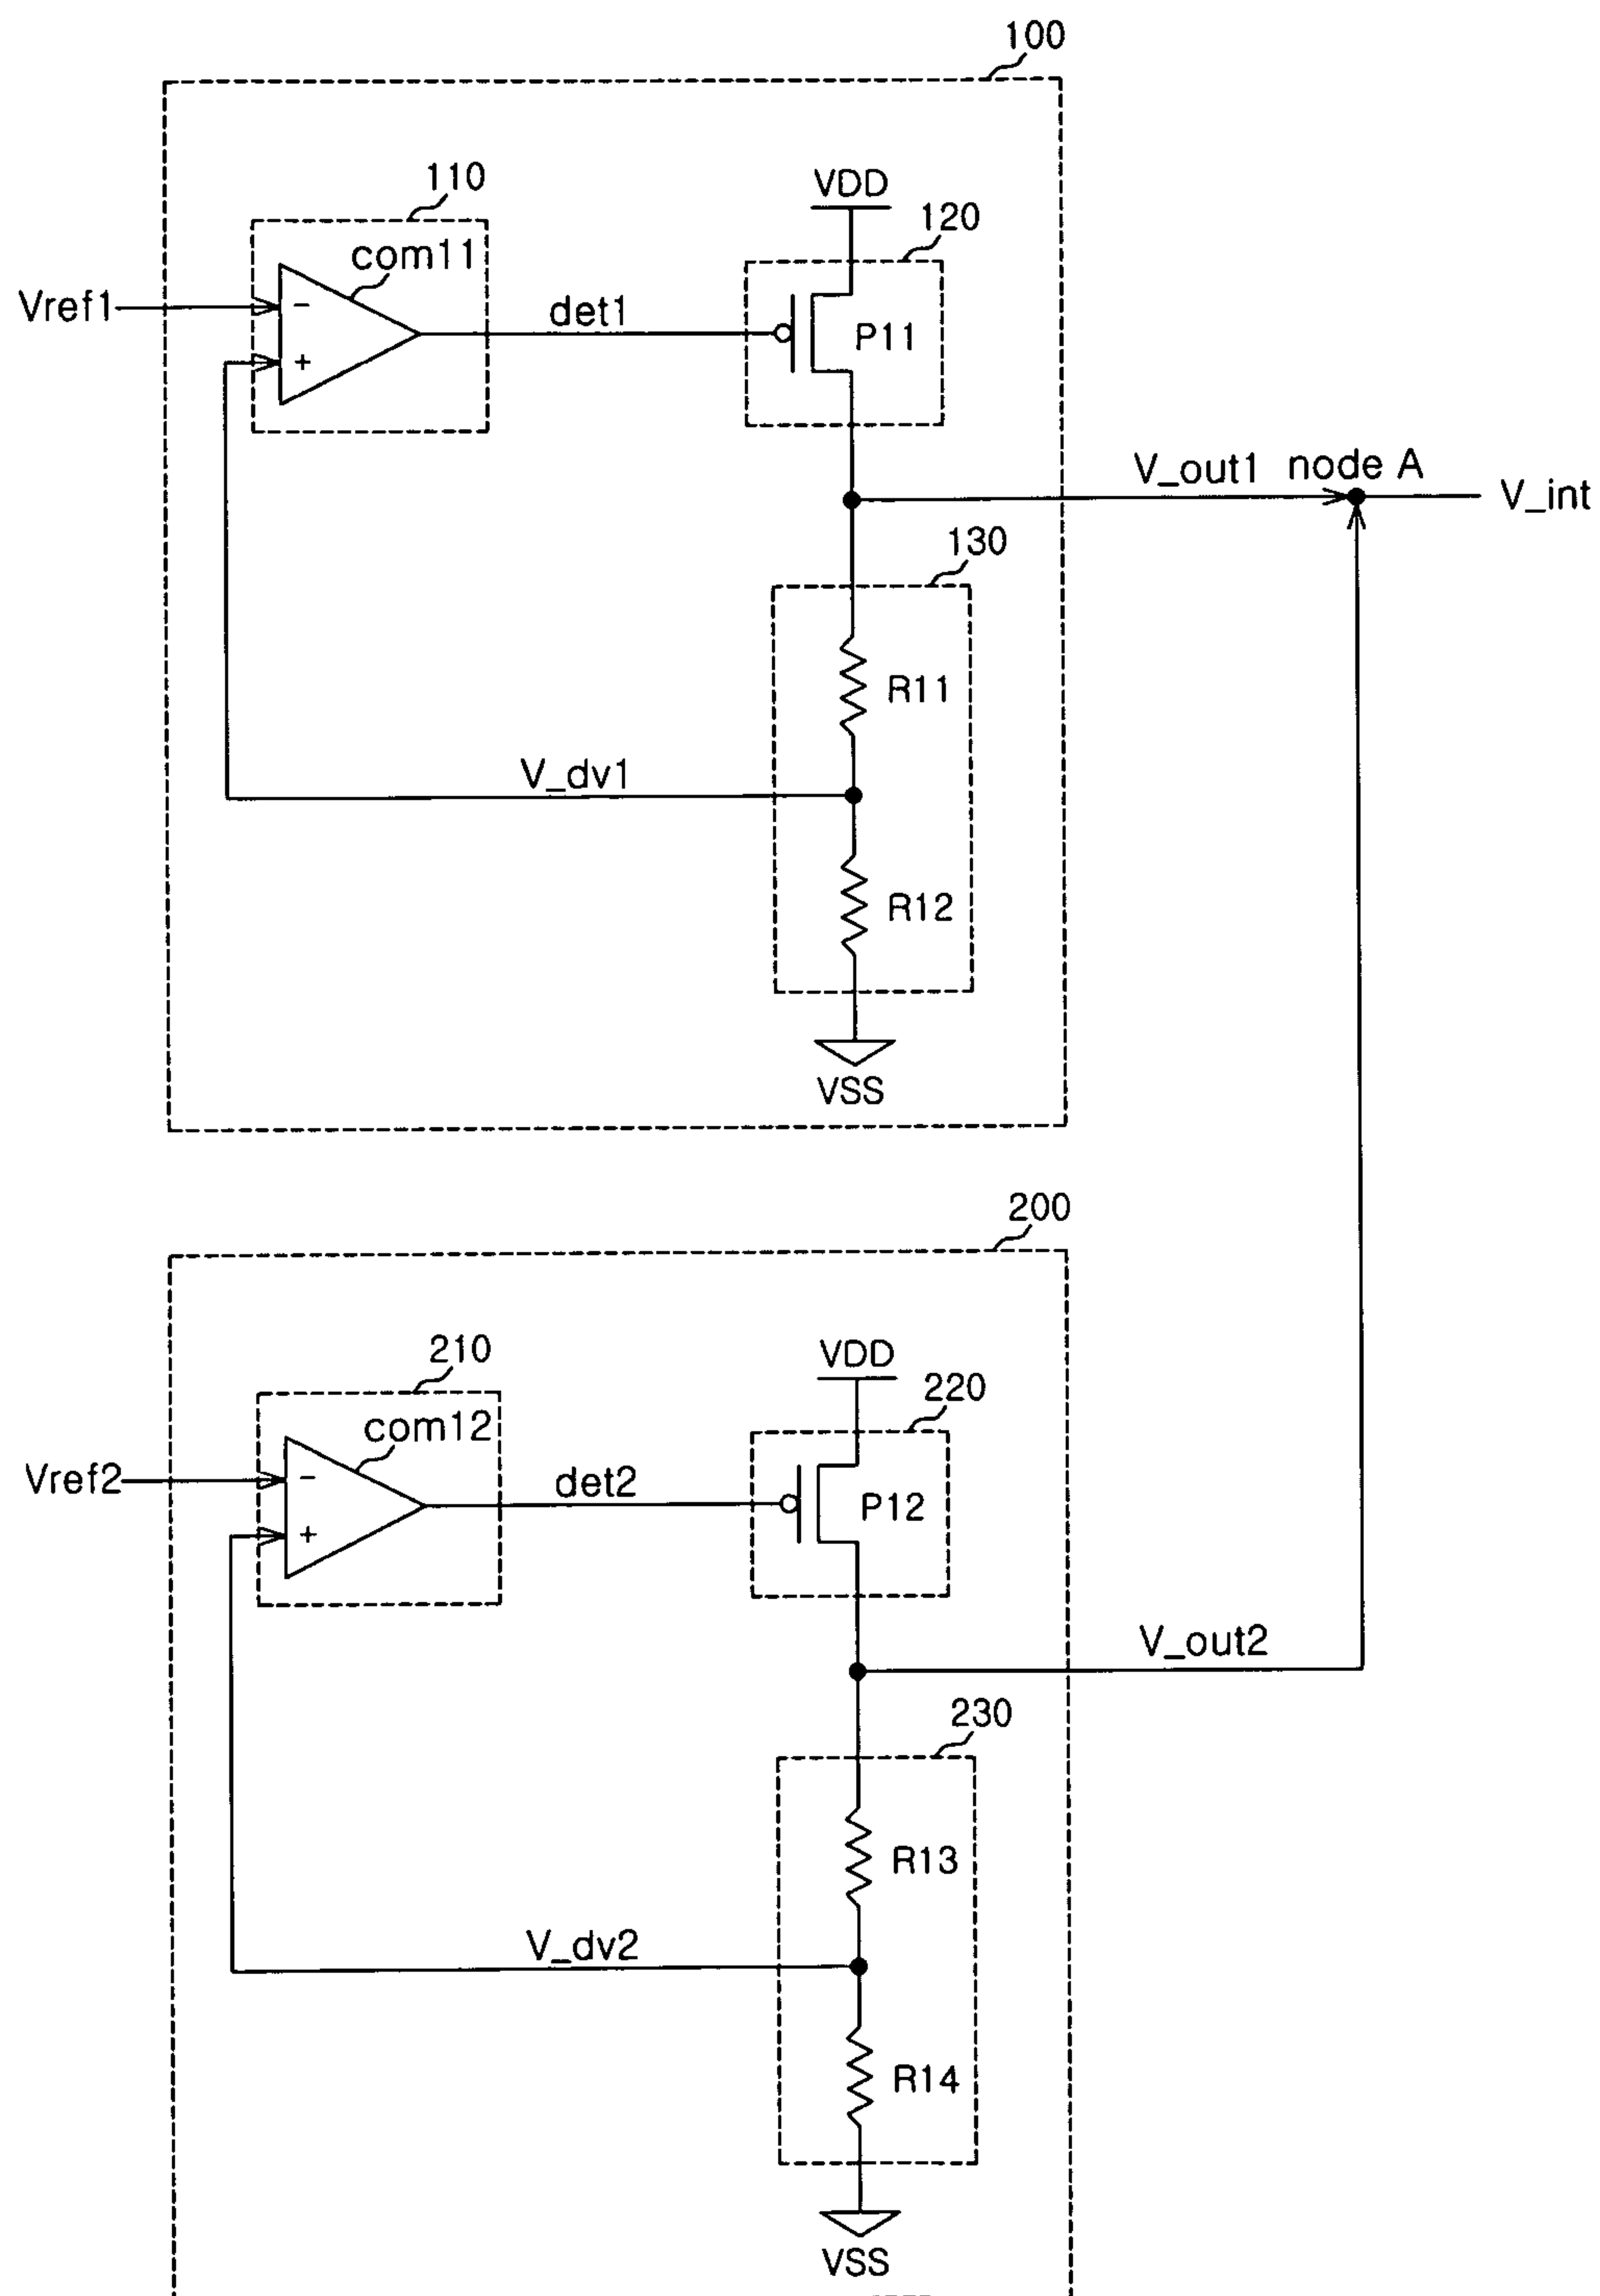 100
110
VDD
120
com11
Vref1
−
det1
P11
+
V_out1 node A
V_int
130
R11
V_dv1
R12
VSS
200
210
VDD
220
com12
Vref2
−
det2
P12
+
V_out2
230
R13
V_dv2
R14
VSS